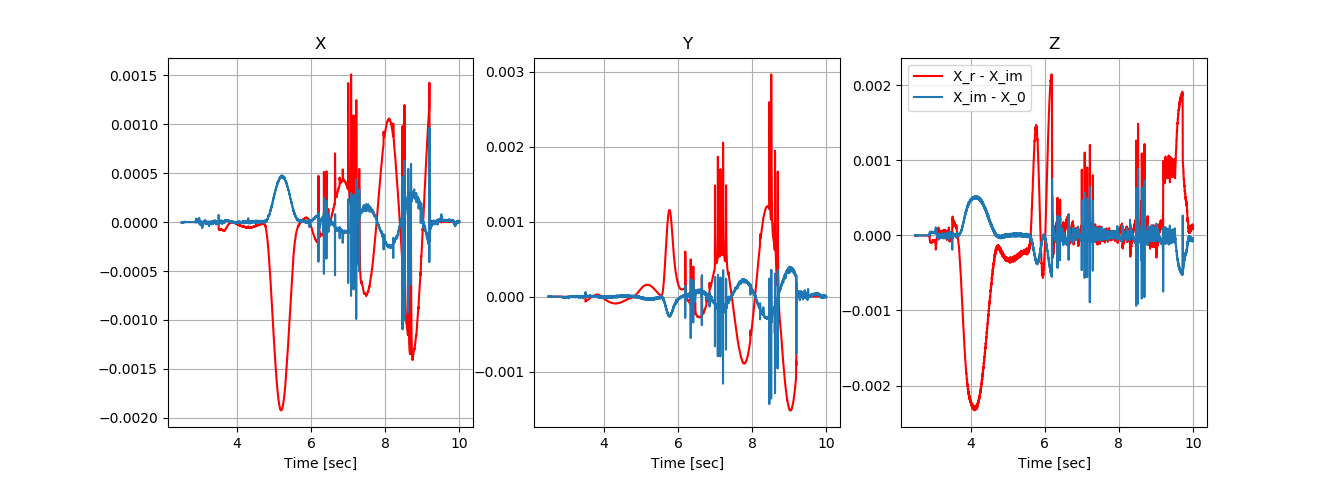 X
0.0015
0.0010
0.0005
0.0000
−0.0005
−0.0010
−0.0015
−0.0020
4 6 8 10
Time [sec]
Y
0.003
0.002
0.001
0.000
−0.001
4 6 8 10
Time [sec]
Z
X_r - X_im
X_im - X_0
0.002
0.001
0.000
−0.001
−0.002
4 6 8 10
Time [sec]